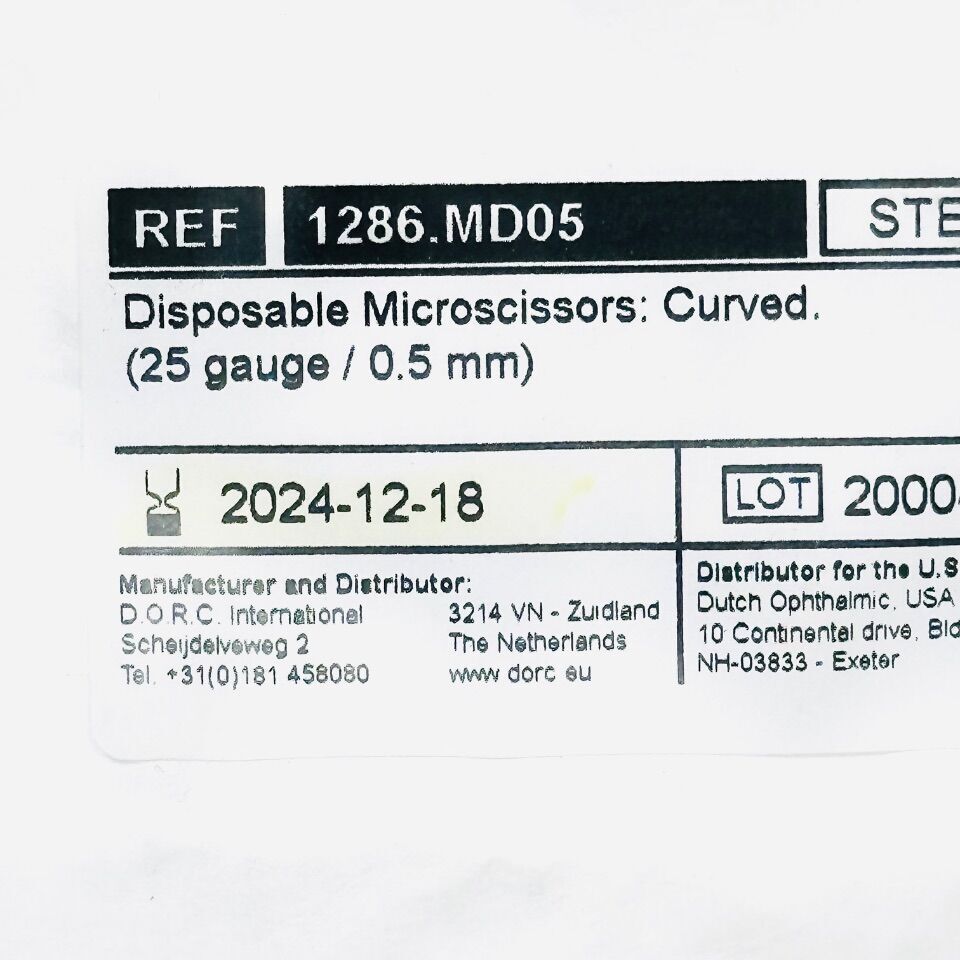 REF 1286.MD05 STE
Disposable Microscissors: Curved.
(25 gauge / 0.5 mm)
2024-12-18 LOT 2000
Manufacturer and Distributor:
D.O.R.C. International 3214 VN - Zuidland
Scheijdelveweg 2 The Netherlands
Tel. +31(0)181 458080 www dorc eu
Distributor for the U.S
Dutch Ophthalmic, USA
10 Continental drive, Bld
NH-03833 - Exeter